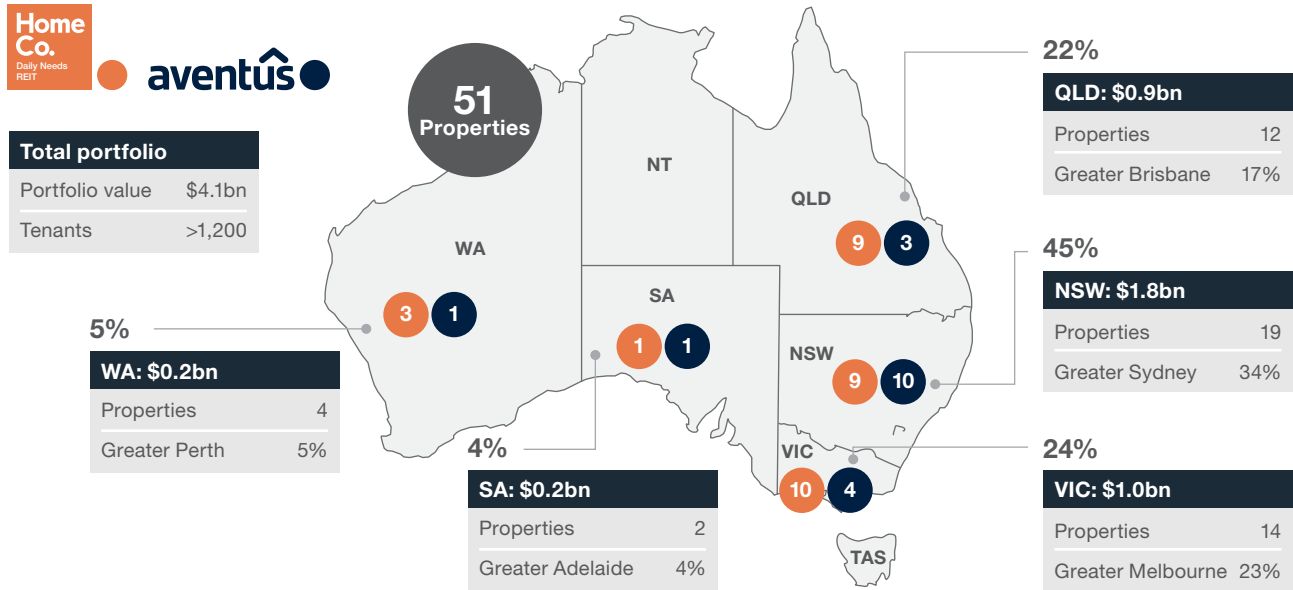 Home
Co.
Daily Needs
REIT
aventus
Total portfolio
Portfolio value $4.1bn
Tenants >1,200
51
Properties
NT
QLD
9 3
WA
3 1
SA
1 1
NSW
9 10
VIC
10 4
TAS
22%
QLD: $0.9bn
Properties 12
Greater Brisbane 17%
45%
NSW: $1.8bn
Properties 19
Greater Sydney 34%
24%
VIC: $1.0bn
Properties 14
Greater Melbourne 23%
5%
WA: $0.2bn
Properties 4
Greater Perth 5%
4%
SA: $0.2bn
Properties 2
Greater Adelaide 4%